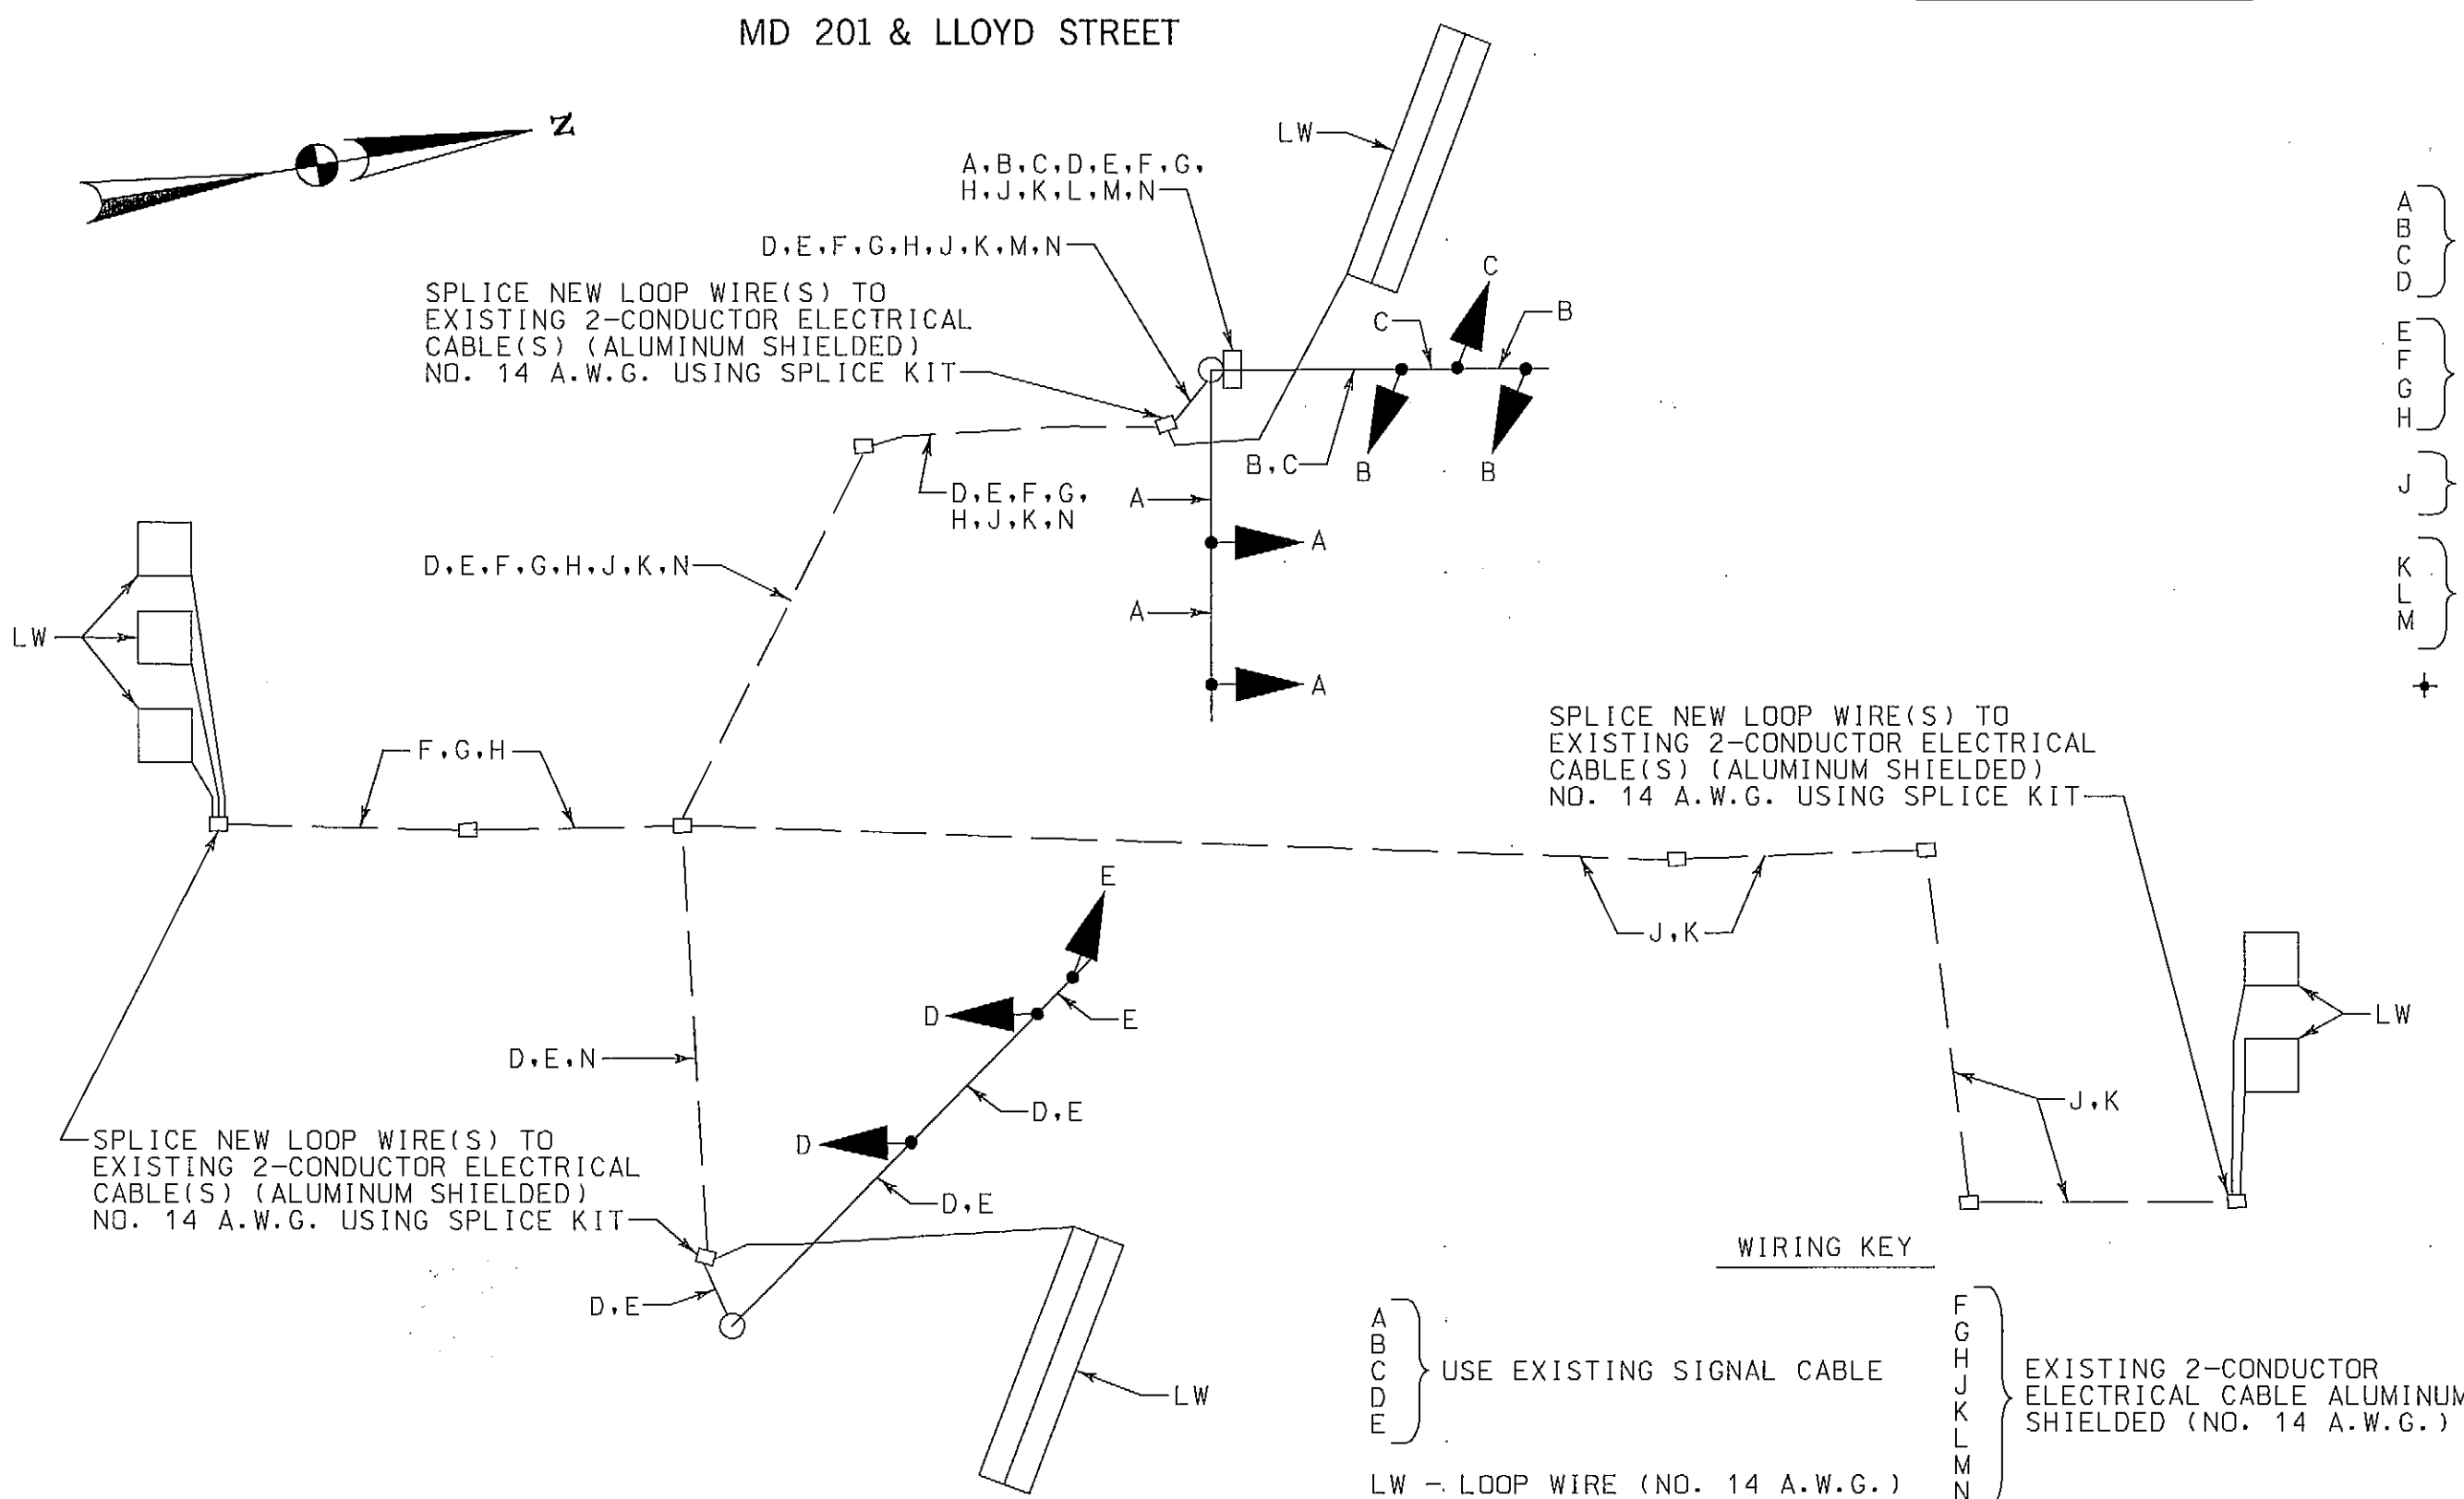 MD 201 & LLOYD STREET
Z
LW
A,B,C,D,E,F,G,
H,J,K,L,M,N
D,E,F,G,H,J,K,M,N
SPLICE NEW LOOP WIRE(S) TO
EXISTING 2-CONDUCTOR ELECTRICAL
CABLE(S) (ALUMINUM SHIELDED)
NO. 14 A.W.G. USING SPLICE KIT
C
C
B
B,C
B
B
D,E,F,G,
H,J,K,N
A
A
A
A
D,E,F,G,H,J,K,N
LW
F,G,H
A
B
C
D
E
F
G
H
J
K
L
M
SPLICE NEW LOOP WIRE(S) TO
EXISTING 2-CONDUCTOR ELECTRICAL
CABLE(S) (ALUMINUM SHIELDED)
NO. 14 A.W.G. USING SPLICE KIT
J,K
E
D
E
D,E,N
D,E
D
D,E
LW
J,K
SPLICE NEW LOOP WIRE(S) TO
EXISTING 2-CONDUCTOR ELECTRICAL
CABLE(S) (ALUMINUM SHIELDED)
NO. 14 A.W.G. USING SPLICE KIT
D,E
LW
WIRING KEY
A
B
C
D
E
USE EXISTING SIGNAL CABLE
LW - LOOP WIRE (NO. 14 A.W.G.)
F
G
H
J
K
L
M
N
EXISTING 2-CONDUCTOR
ELECTRICAL CABLE ALUMINUM
SHIELDED (NO. 14 A.W.G.)